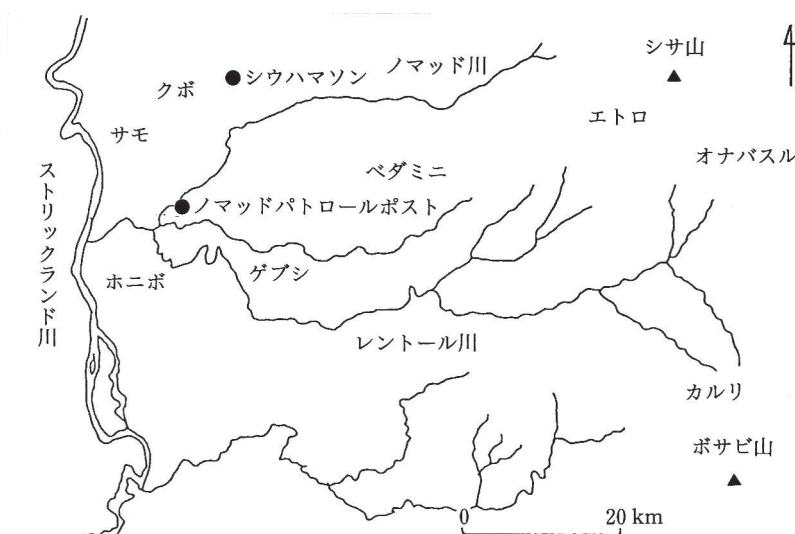 シサ山
ノマッド川
シウハマソン
クボ
エトロ
サモ
オナバスル
ベダミニ
ストリックランド川
ノマッドパトロールポスト
ゲブシ
ホニボ
レントール川
カルリ
ボサビ山
0 20 km